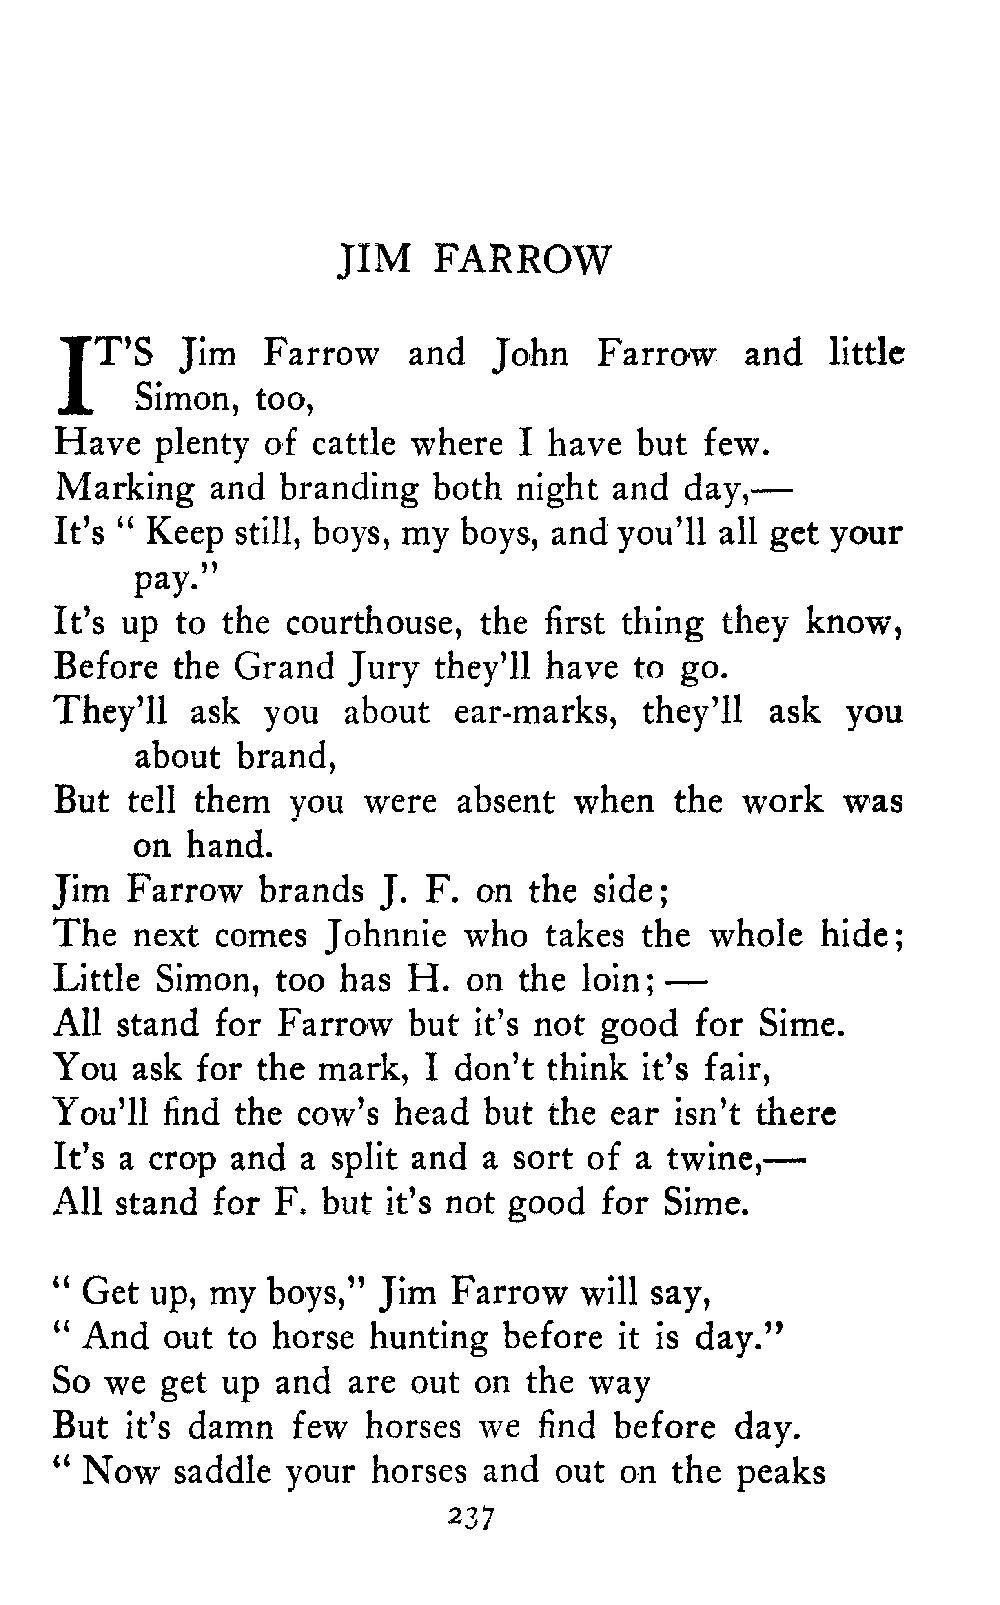 JIM FARROW
IT'S Jim Farrow and John Farrow and little
Simon, too,
Have plenty of cattle where I have but few.
Marking and branding both night and day,—
It's " Keep still, boys, my boys, and you'll all get your
pay."
It's up to the courthouse, the first thing they know,
Before the Grand Jury they'll have to go.
They'll ask you about ear-marks, they'll ask you
about brand,
But tell them you were absent when the work was
on hand.
Jim Farrow brands J. F. on the side;
The next comes Johnnie who takes the whole hide;
Little Simon, too has H. on the loin; —
All stand for Farrow but it's not good for Sime.
You ask for the mark, I don't think it's fair,
You'll find the cow's head but the ear isn't there
It's a crop and a split and a sort of a twine,—
All stand for F. but it's not good for Sime.
" Get up, my boys," Jim Farrow will say,
" And out to horse hunting before it is day."
So we get up and are out on the way
But it's damn few horses we find before day.
" Now saddle your horses and out on the peaks
237